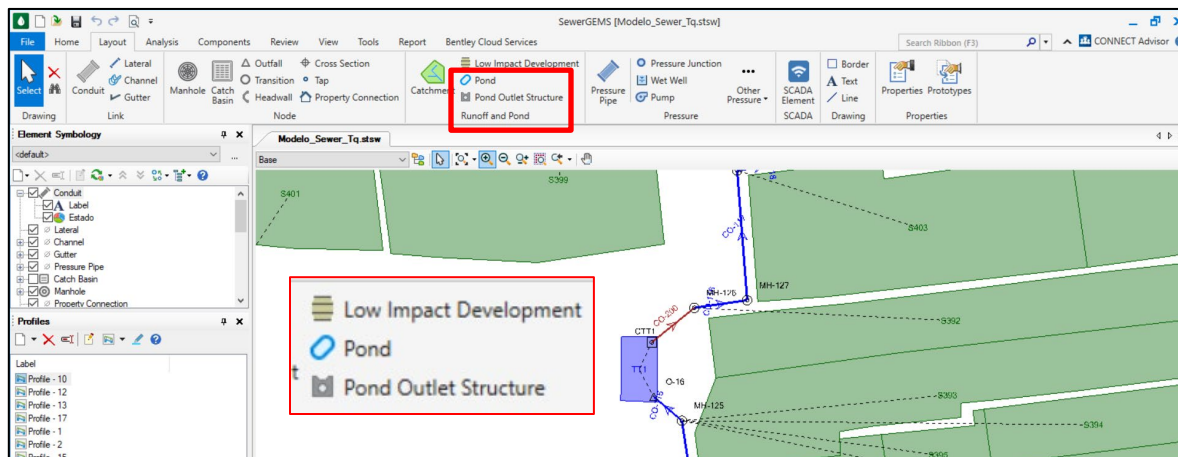 SewerGEMS [Modelo_Sewer_Tq.stsw]
File Home Layout Analysis Components Review View Tools Report Bentley Cloud Services Search Ribbon (F3) CONNECT Advisor
Lateral Outfall Cross Section Low Impact Development Pressure Junction Border
Select Conduit Channel Manhole Catch Basin Transition Tap Catchment Pond Pressure Pipe Wet Well Other Pressure SCADA Element Text Properties Prototypes
Gutter Headwall Property Connection Pond Outlet Structure Pump Line
Drawing Link Node Runoff and Pond Pressure SCADA Drawing Properties
Element Symbology
Modelo_Sewer_Tq.stsw
<default>
...
Base
Conduit
Label
Estado
Lateral
Channel
Gutter
Pressure Pipe
Catch Basin
Manhole
Property Connection
Profiles
Label
Profile - 10
Profile - 12
Profile - 13
Profile - 17
Profile - 1
Profile - 2
Low Impact Development
Pond
t
Pond Outlet Structure
S401
S399
S403
MH-127
MH-126
S392
CO-200
CTT1
TT1
O-16
MH-125
S393
S394
S395